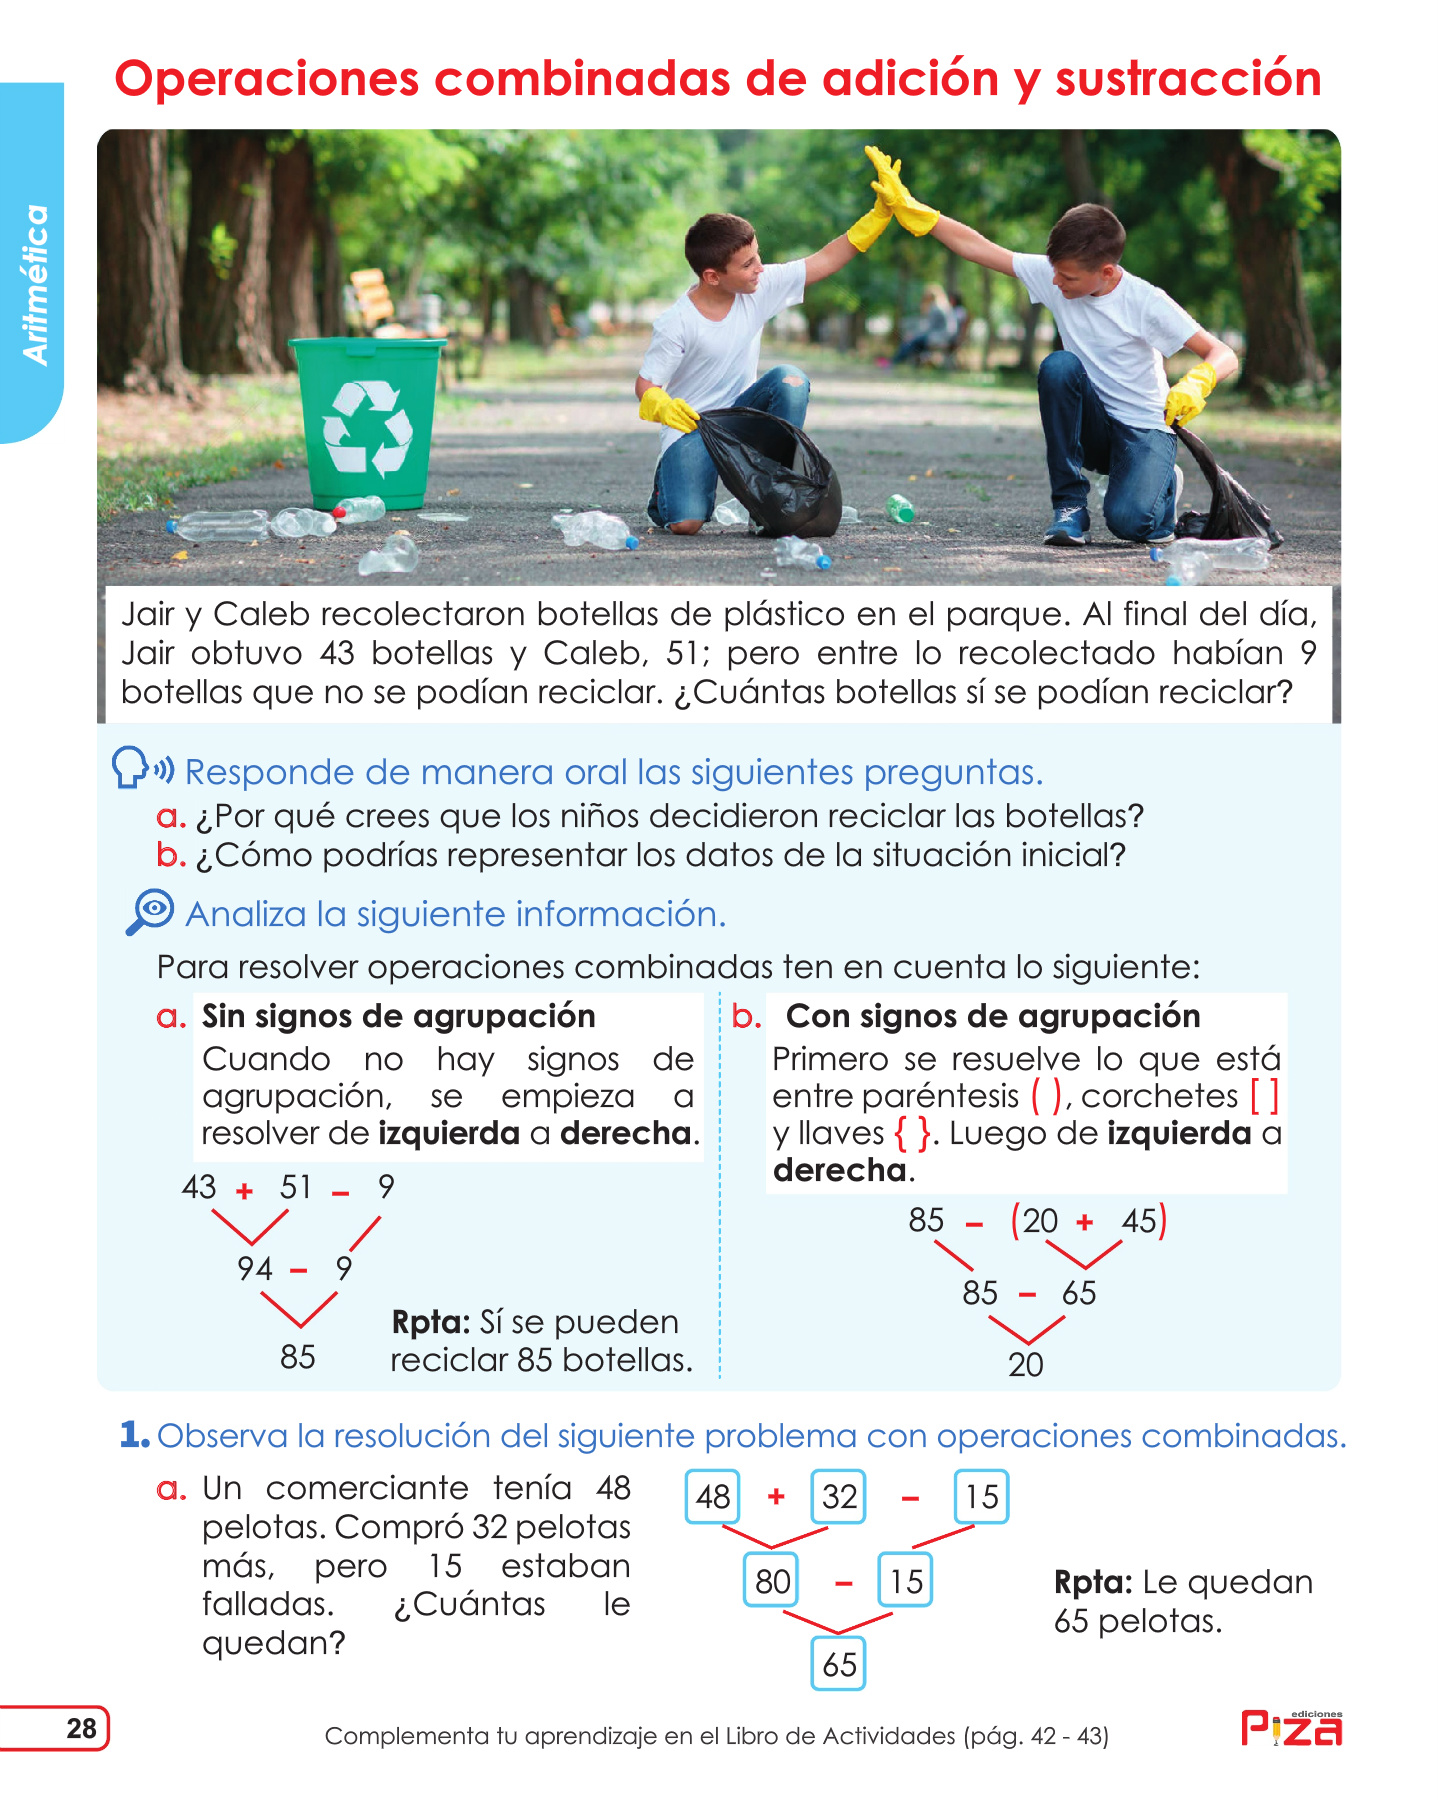 Operaciones combinadas de adición y sustracción
Aritmética
Jair y Caleb recolectaron botellas de plástico en el parque. Al final del día,
Jair obtuvo 43 botellas y Caleb, 51; pero entre lo recolectado habían 9
botellas que no se podían reciclar. ¿Cuántas botellas sí se podían reciclar?
Responde de manera oral las siguientes preguntas.
a. ¿Por qué crees que los niños decidieron reciclar las botellas?
b. ¿Cómo podrías representar los datos de la situación inicial?
Analiza la siguiente información.
Para resolver operaciones combinadas ten en cuenta lo siguiente:
a. Sin signos de agrupación
Cuando no hay signos de
agrupación, se empieza a
resolver de izquierda a derecha.
43 + 51 – 9
94 – 9
85
Rpta: Sí se pueden
reciclar 85 botellas.
b. Con signos de agrupación
Primero se resuelve lo que está
entre paréntesis ( ), corchetes [ ]
y llaves { }. Luego de izquierda a
derecha.
85 – (20 + 45)
85 – 65
20
1. Observa la resolución del siguiente problema con operaciones combinadas.
a. Un comerciante tenía 48
pelotas. Compró 32 pelotas
más, pero 15 estaban
falladas. ¿Cuántas le
quedan?
48 + 32 – 15
80 – 15
65
Rpta: Le quedan
65 pelotas.
28
Complementa tu aprendizaje en el Libro de Actividades (pág. 42 - 43)
ediciones
Piza